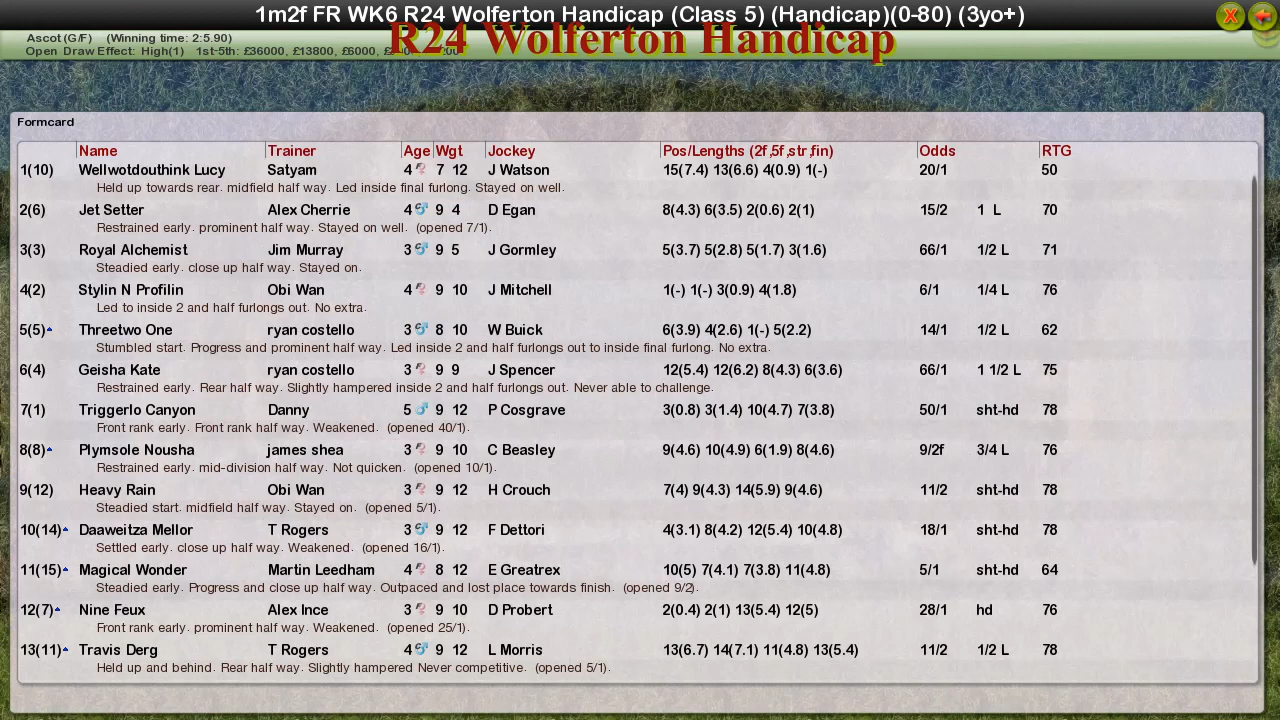 1m2f FR WK6 R24 Wolferton Handicap (Class 5) (Handicap)(0-80) (3yo+)
R24 Wolferton Handicap
Ascot(G/F) (Winning time: 2:5.90)
Open Draw Effect: High(1) 1st-5th: £36000, £13800, £6000,
Formcard
Name Trainer Age Wgt Jockey Pos/Lengths (2f,5f,str,fin) Odds RTG
1(10) Wellwotdouthink Lucy Satyam 4 7 12 J Watson 15(7.4) 13(6.6) 4(0.9) 1(-) 20/1 50
Held up towards rear. midfield half way. Led inside final furlong. Stayed on well.
2(6) Jet Setter Alex Cherrie 4 9 4 D Egan 8(4.3) 6(3.5) 2(0.6) 2(1) 15/2 1 L 70
Restrained early. prominent half way. Stayed on well. (opened 7/1).
3(3) Royal Alchemist Jim Murray 3 9 5 J Gormley 5(3.7) 5(2.8) 5(1.7) 3(1.6) 66/1 1/2 L 71
Steadied early. close up half way. Stayed on.
4(2) Stylin N Profilin Obi Wan 4 9 10 J Mitchell 1(-) 1(-) 3(0.9) 4(1.8) 6/1 1/4 L 76
Led to inside 2 and half furlongs out. No extra.
5(5) Threetwo One ryan costello 3 8 10 W Buick 6(3.9) 4(2.6) 1(-) 5(2.2) 14/1 1/2 L 62
Stumbled start. Progress and prominent half way. Led inside 2 and half furlongs out to inside final furlong. No extra.
6(4) Geisha Kate ryan costello 3 9 9 J Spencer 12(5.4) 12(6.2) 8(4.3) 6(3.6) 66/1 1 1/2 L 75
Restrained early. Rear half way. Slightly hampered inside 2 and half furlongs out. Never able to challenge.
7(1) Triggerlo Canyon Danny 5 9 12 P Cosgrave 3(0.8) 3(1.4) 10(4.7) 7(3.8) 50/1 sht-hd 78
Front rank early. Front rank half way. Weakened. (opened 40/1).
8(8) Plymsole Nousha james shea 3 9 10 C Beasley 9(4.6) 10(4.9) 6(1.9) 8(4.6) 9/2f 3/4 L 76
Restrained early. mid-division half way. Not quicken. (opened 10/1).
9(12) Heavy Rain Obi Wan 3 9 12 H Crouch 7(4) 9(4.3) 14(5.9) 9(4.6) 11/2 sht-hd 78
Steadied start. midfield half way. Stayed on. (opened 5/1).
10(14) Daaweitza Mellor T Rogers 3 9 12 F Dettori 4(3.1) 8(4.2) 12(5.4) 10(4.8) 18/1 sht-hd 78
Settled early. close up half way. Weakened. (opened 16/1).
11(15) Magical Wonder Martin Leedham 4 8 12 E Greatrex 10(5) 7(4.1) 7(3.8) 11(4.8) 5/1 sht-hd 64
Steadied early. Progress and close up half way. Outpaced and lost place towards finish. (opened 9/2).
12(7) Nine Feux Alex Ince 3 9 10 D Probert 2(0.4) 2(1) 13(5.4) 12(5) 28/1 hd 76
Front rank early. prominent half way. Weakened. (opened 25/1).
13(11) Travis Derg T Rogers 4 9 12 L Morris 13(6.7) 14(7.1) 11(4.8) 13(5.4) 11/2 1/2 L 78
Held up and behind. Rear half way. Slightly hampered Never competitive. (opened 5/1).